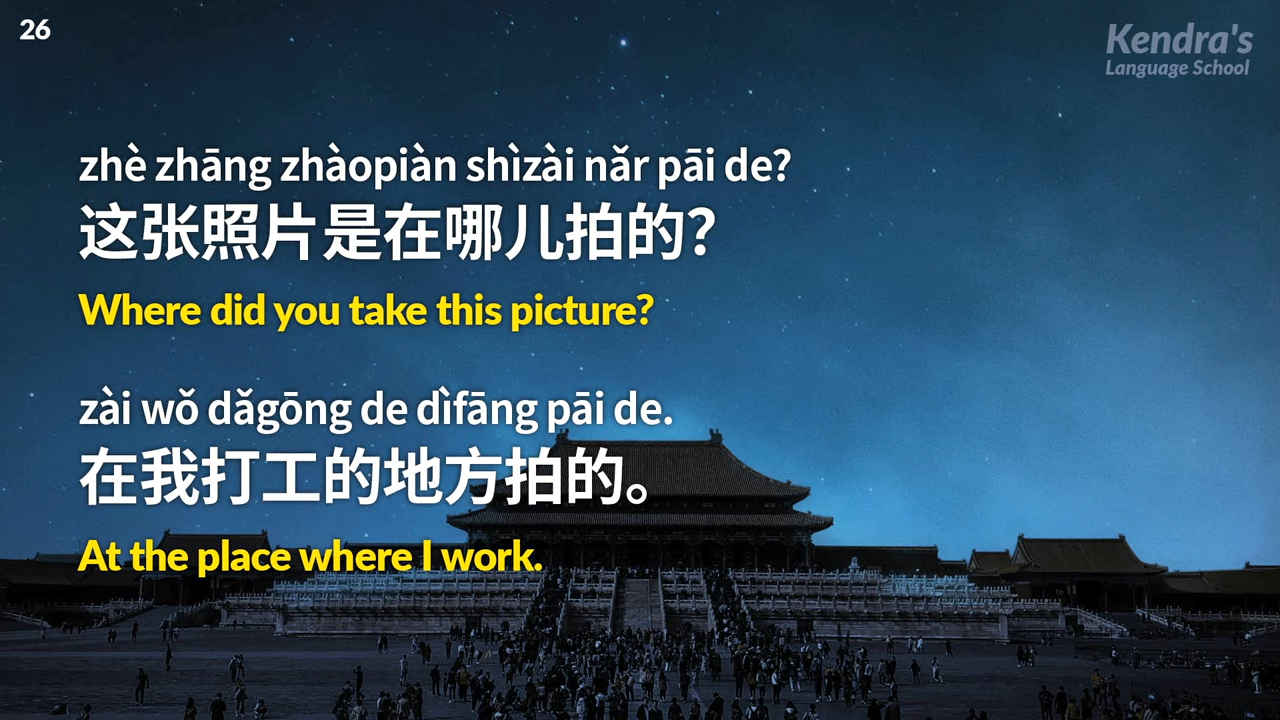 26
Kendra's
Language School
zhè zhāng zhàopiàn shìzài nǎr pāi de?
这张照片是在哪儿拍的?
Where did you take this picture?
zài wǒ dǎgōng de dìfāng pāi de.
在我打工的地方拍的。
At the place where I work.